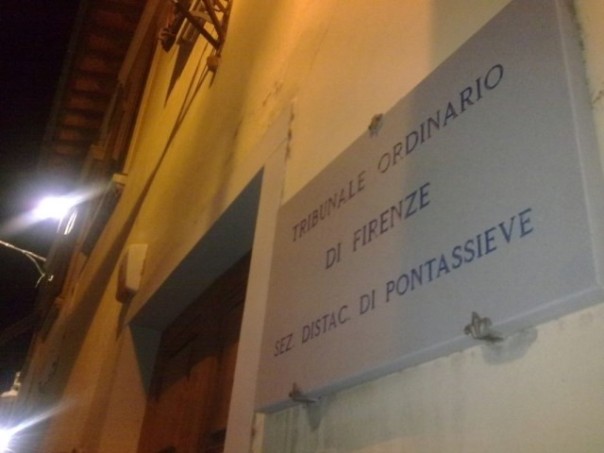 TRIBUNALE ORDINARIO
DI FIRENZE
SEZ. DISTAC. DI PONTASSIEVE